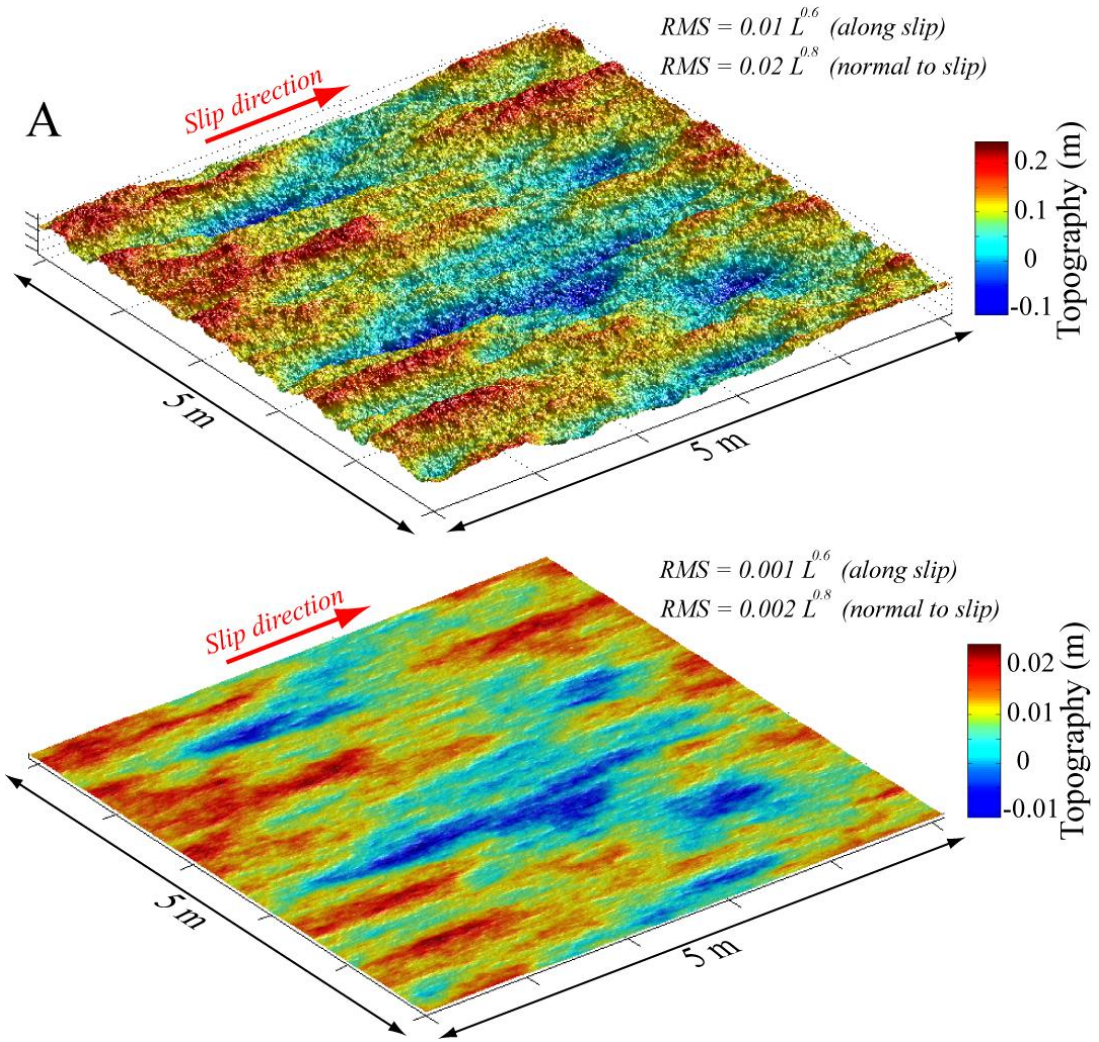 RMS = 0.01 L^0.6 (along slip)
RMS = 0.02 L^0.8 (normal to slip)
A
Slip direction
0.2
0.1
0
-0.1
Topography (m)
5 m
5 m
RMS = 0.001 L^0.6 (along slip)
RMS = 0.002 L^0.8 (normal to slip)
Slip direction
0.02
0.01
0
-0.01
Topography (m)
5 m
5 m